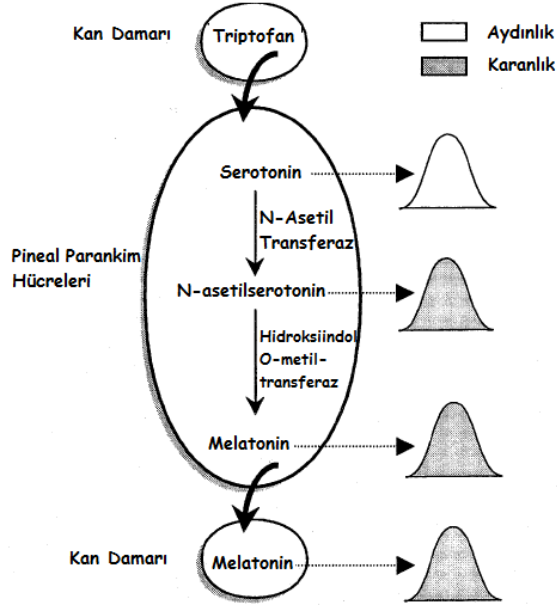 Kan Damarı
Triptofan
Aydınlık
Karanlık
Serotonin
N-Asetil
Transferaz
Pineal Parankim
Hücreleri
N-asetilserotonin
Hidroksiindol
O-metil-
transferaz
Melatonin
Kan Damarı
Melatonin